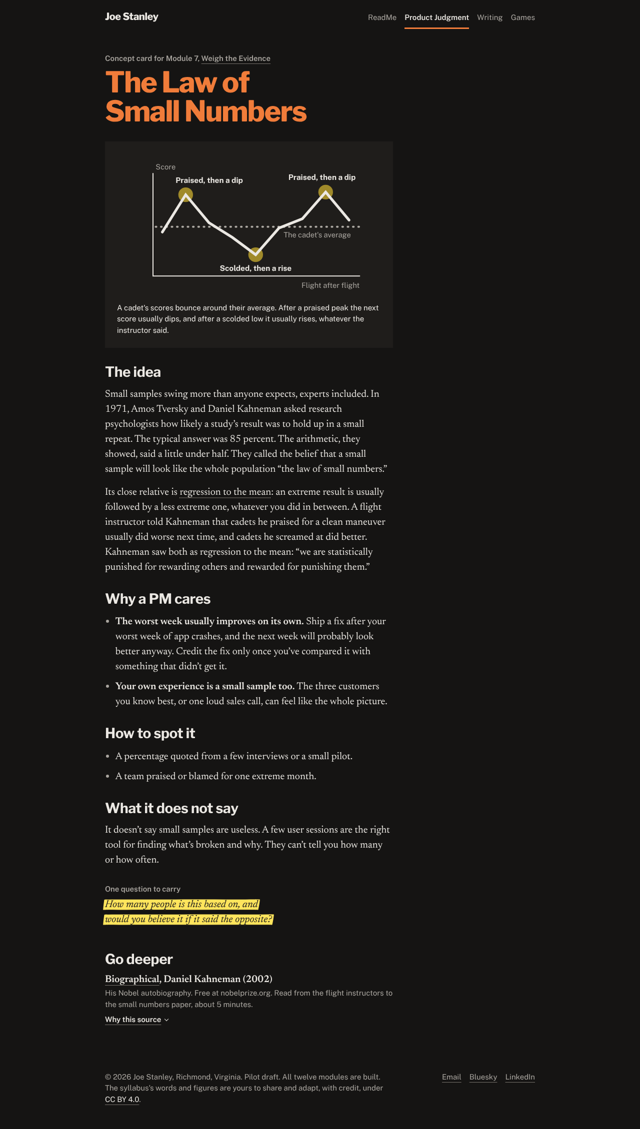 Joe Stanley
ReadMe Product Judgment Writing Games
Concept card for Module 7, Weigh the Evidence
The Law of
Small Numbers
Score
Praised, then a dip
Praised, then a dip
The cadet's average
Scolded, then a rise
Flight after flight
A cadet's scores bounce around their average. After a praised peak the next
score usually dips, and after a scolded low it usually rises, whatever the
instructor said.
The idea
Small samples swing more than anyone expects, experts included. In
1971, Amos Tversky and Daniel Kahneman asked research
psychologists how likely a study's result was to hold up in a small
repeat. The typical answer was 85 percent. The arithmetic, they
showed, said a little under half. They called the belief that a small
sample will look like the whole population “the law of small numbers.”
Its close relative is regression to the mean: an extreme result is usually
followed by a less extreme one, whatever you did in between. A flight
instructor told Kahneman that cadets he praised for a clean maneuver
usually did worse next time, and cadets he screamed at did better.
Kahneman saw both as regression to the mean: “we are statistically
punished for rewarding others and rewarded for punishing them.”
Why a PM cares
• The worst week usually improves on its own. Ship a fix after your
worst week of app crashes, and the next week will probably look
better anyway. Credit the fix only once you've compared it with
something that didn't get it.
• Your own experience is a small sample too. The three customers
you know best, or one loud sales call, can feel like the whole picture.
How to spot it
• A percentage quoted from a few interviews or a small pilot.
• A team praised or blamed for one extreme month.
What it does not say
It doesn't say small samples are useless. A few user sessions are the right
tool for finding what's broken and why. They can't tell you how many
or how often.
One question to carry
How many people is this based on, and
would you believe it if it said the opposite?
Go deeper
Biographical, Daniel Kahneman (2002)
His Nobel autobiography. Free at nobelprize.org. Read from the flight instructors to
the small numbers paper, about 5 minutes.
Why this source
© 2026 Joe Stanley, Richmond, Virginia. Pilot draft. All twelve modules are built.
The syllabus's words and figures are yours to share and adapt, with credit, under
CC BY 4.0.
Email Bluesky LinkedIn